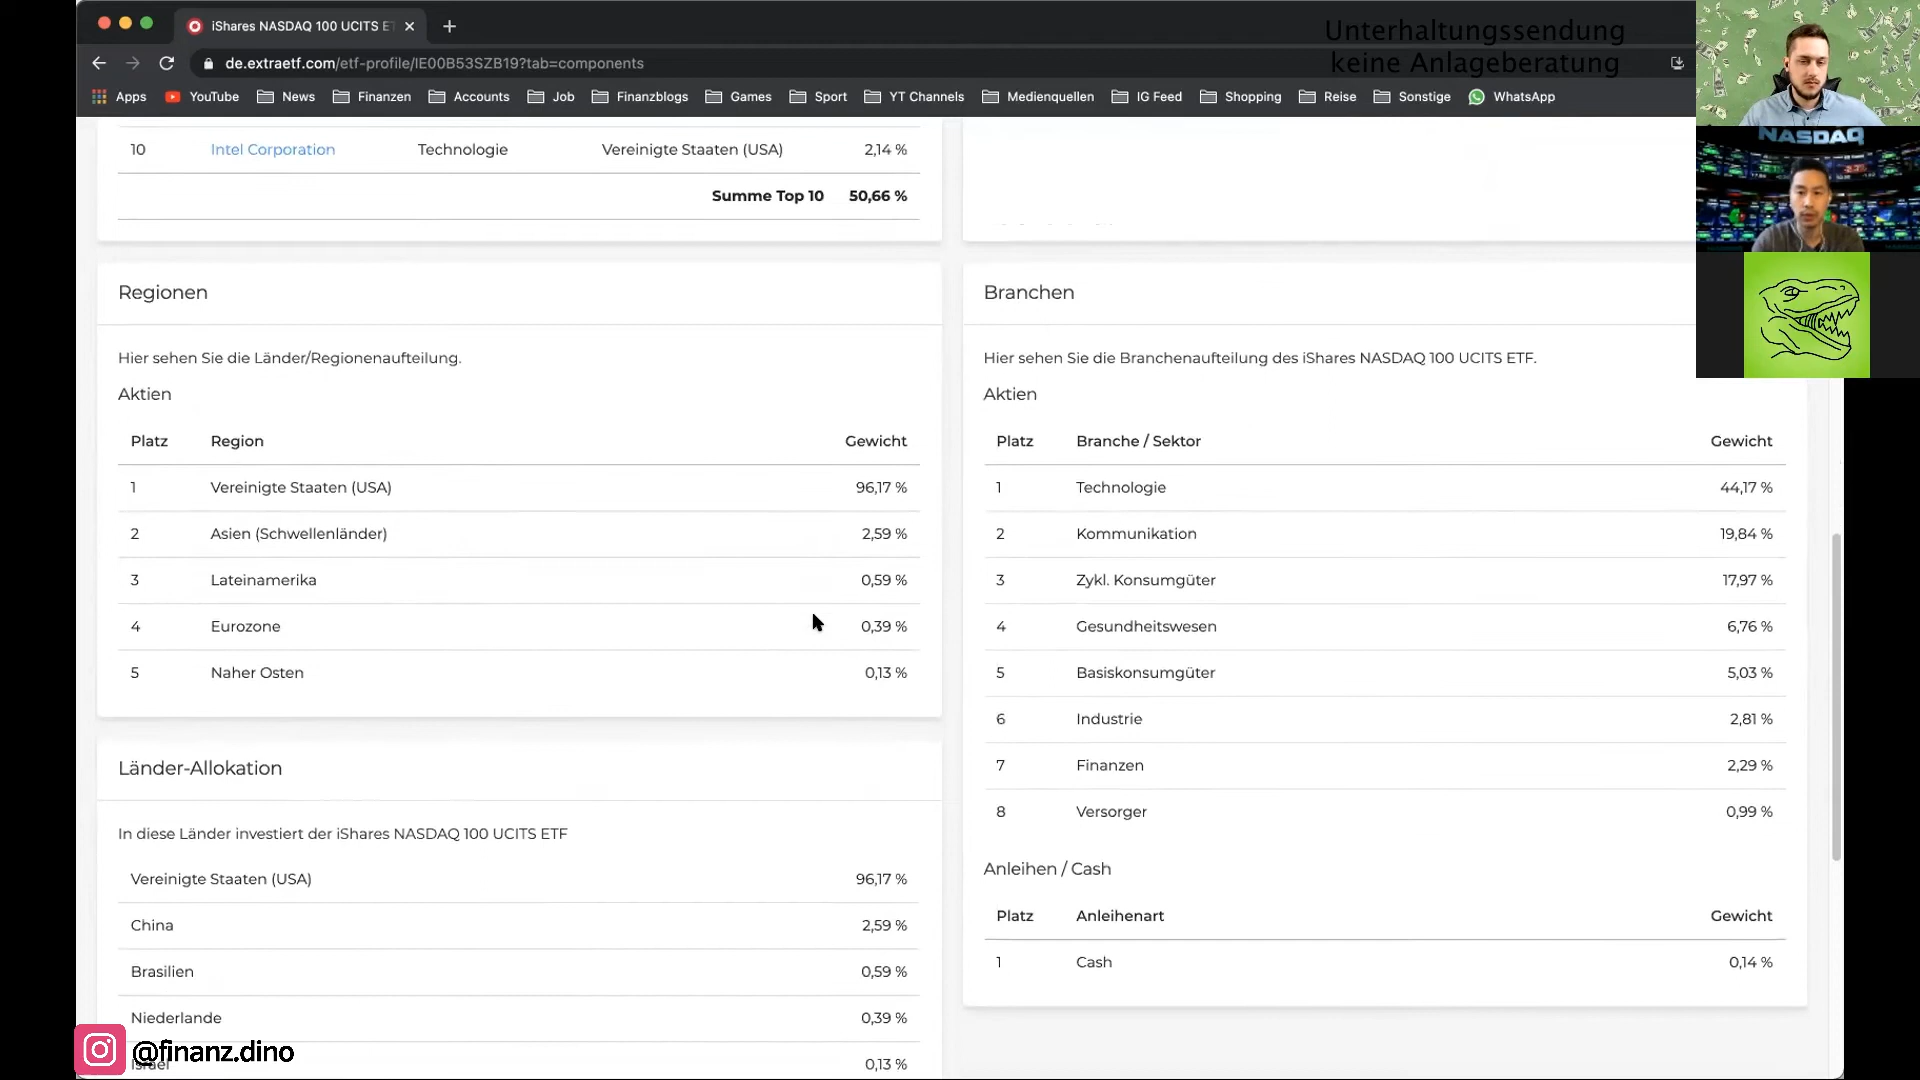 iShares NASDAQ 100 UCITS ET
Unterhaltungssendung
keine Anlageberatung
de.extraetf.com/etf-profile/IE00B53SZB19?tab=components
Apps YouTube News Finanzen Accounts Job Finanzblogs Games Sport YT Channels Medienquellen IG Feed Shopping Reise Sonstige WhatsApp
NASDAQ
10 Intel Corporation Technologie Vereinigte Staaten (USA) 2,14 %
Summe Top 10 50,66 %
Regionen
Hier sehen Sie die Länder/Regionenaufteilung.
Aktien
Platz Region Gewicht
1 Vereinigte Staaten (USA) 96,17 %
2 Asien (Schwellenländer) 2,59 %
3 Lateinamerika 0,59 %
4 Eurozone 0,39 %
5 Naher Osten 0,13 %
Länder-Allokation
In diese Länder investiert der iShares NASDAQ 100 UCITS ETF
Vereinigte Staaten (USA) 96,17 %
China 2,59 %
Brasilien 0,59 %
Niederlande 0,39 %
Israel 0,13 %
Branchen
Hier sehen Sie die Branchenaufteilung des iShares NASDAQ 100 UCITS ETF.
Aktien
Platz Branche / Sektor Gewicht
1 Technologie 44,17 %
2 Kommunikation 19,84 %
3 Zykl. Konsumgüter 17,97 %
4 Gesundheitswesen 6,76 %
5 Basiskonsumgüter 5,03 %
6 Industrie 2,81 %
7 Finanzen 2,29 %
8 Versorger 0,99 %
Anleihen / Cash
Platz Anleihenart Gewicht
1 Cash 0,14 %
@finanz.dino